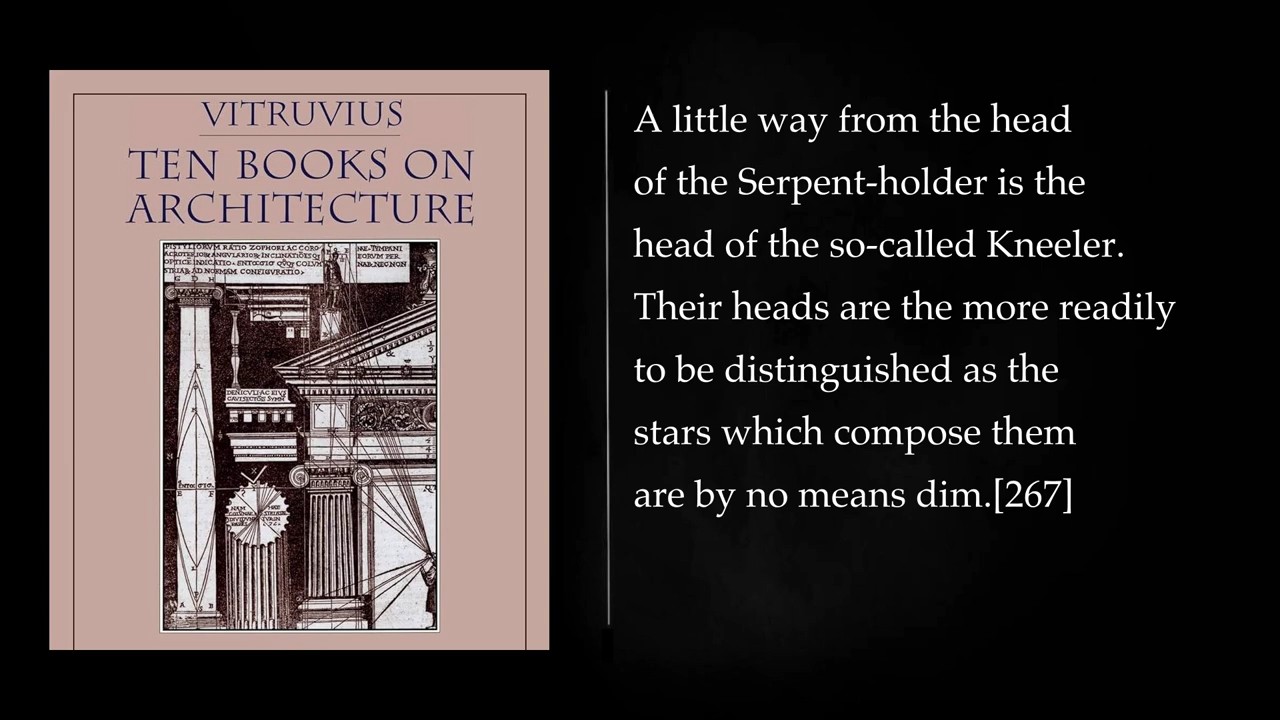 VITRUVIUS
TEN BOOKS ON
ARCHITECTURE
A little way from the head
of the Serpent-holder is the
head of the so-called Kneeler.
Their heads are the more readily
to be distinguished as the
stars which compose them
are by no means dim.[267]